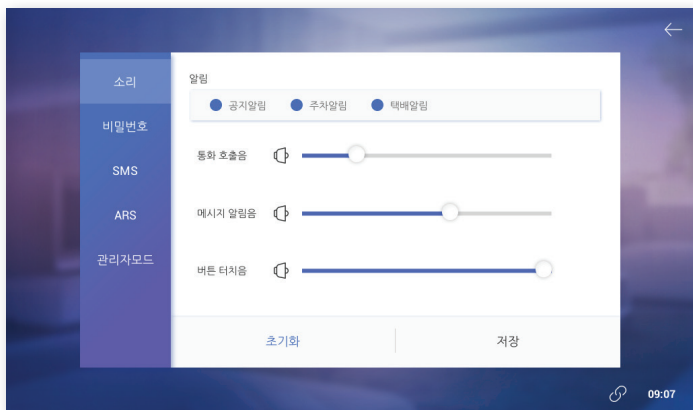 소리
비밀번호
SMS
ARS
관리자모드
알림
공지알림 주차알림 택배알림
통화 호출음
메시지 알림음
버튼 터치음
초기화 저장
09:07